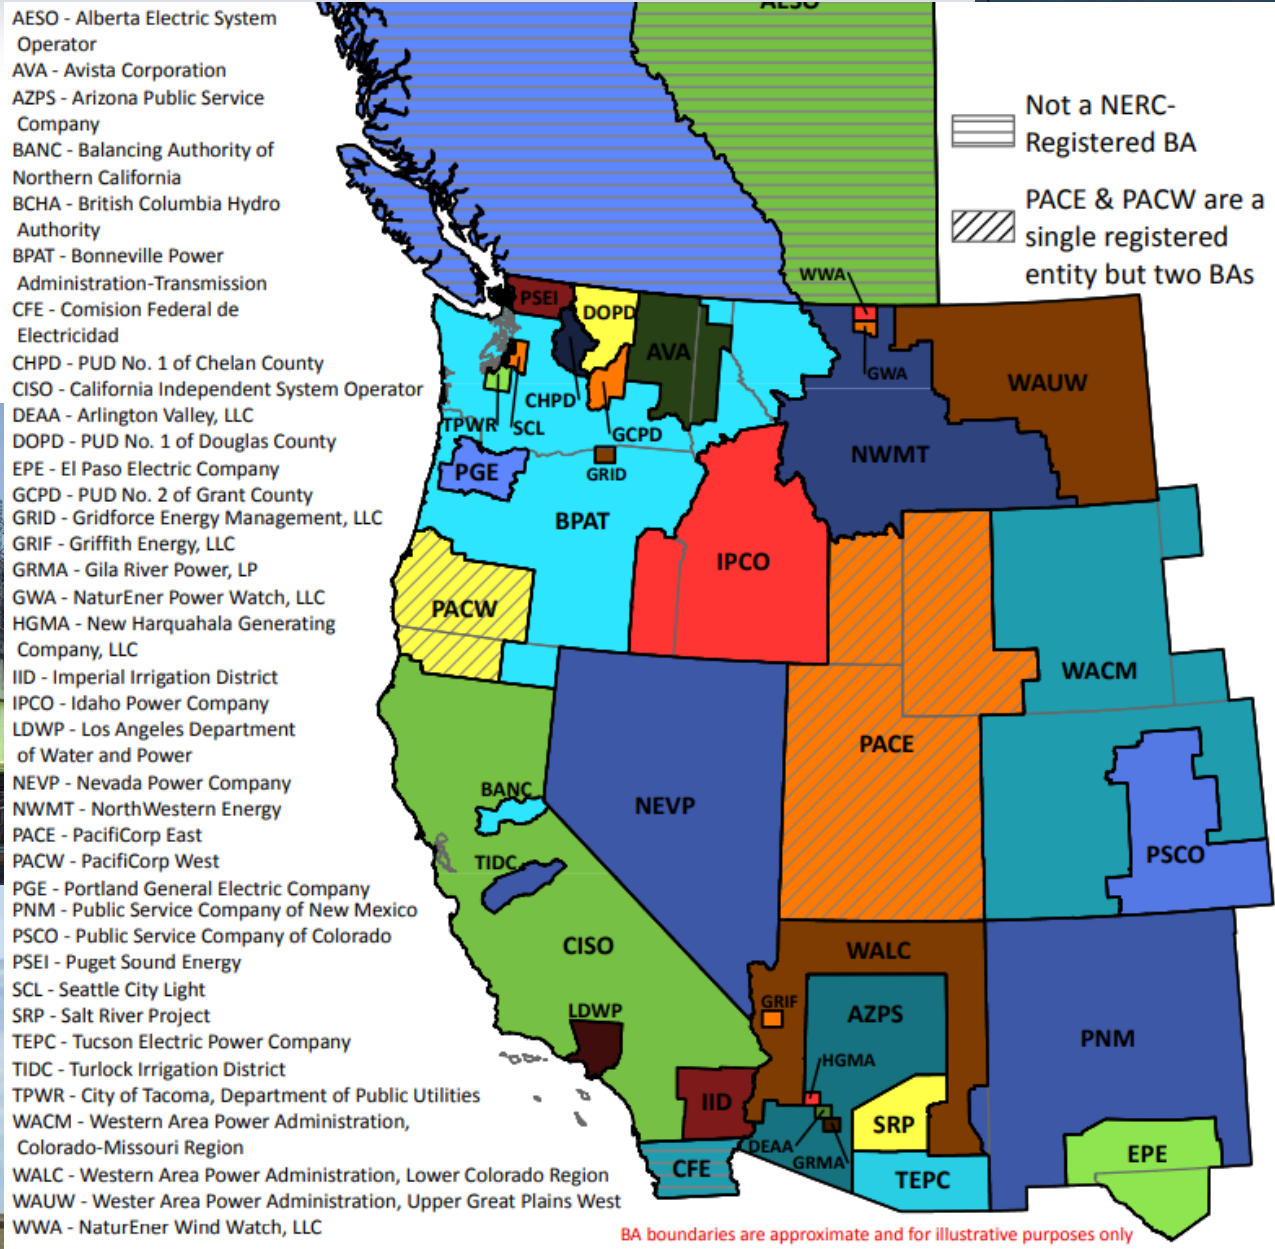 AESO - Alberta Electric System
Operator
AVA - Avista Corporation
AZPS - Arizona Public Service
Company
BANC - Balancing Authority of
Northern California
BCHA - British Columbia Hydro
Authority
BPAT - Bonneville Power
Administration-Transmission
CFE - Comision Federal de
Electricidad
CHPD - PUD No. 1 of Chelan County
CISO - California Independent System Operator
DEAA - Arlington Valley, LLC
DOPD - PUD No. 1 of Douglas County
EPE - El Paso Electric Company
GCPD - PUD No. 2 of Grant County
GRID - Gridforce Energy Management, LLC
GRIF - Griffith Energy, LLC
GRMA - Gila River Power, LP
GWA - NaturEner Power Watch, LLC
HGMA - New Harquahala Generating
Company, LLC
IID - Imperial Irrigation District
IPCO - Idaho Power Company
LDWP - Los Angeles Department
of Water and Power
NEVP - Nevada Power Company
NWMT - NorthWestern Energy
PACE - PacifiCorp East
PACW - PacifiCorp West
PGE - Portland General Electric Company
PNM - Public Service Company of New Mexico
PSCO - Public Service Company of Colorado
PSEI - Puget Sound Energy
SCL - Seattle City Light
SRP - Salt River Project
TEPC - Tucson Electric Power Company
TIDC - Turlock Irrigation District
TPWR - City of Tacoma, Department of Public Utilities
WACM - Western Area Power Administration,
Colorado-Missouri Region
WALC - Western Area Power Administration, Lower Colorado Region
WAUW - Wester Area Power Administration, Upper Great Plains West
WWA - NaturEner Wind Watch, LLC
AESO
Not a NERC-
Registered BA
PACE & PACW are a
single registered
entity but two BAs
WWA
PSEI
DOPD
AVA
GWA
WAUW
CHPD
TPWR
SCL
GCPD
PGE
GRID
NWMT
BPAT
IPCO
PACW
WACM
PACE
BANC
NEVP
TIDC
PSCO
CISO
WALC
LDWP
GRIF
AZPS
PNM
HGMA
IID
SRP
DEAA
GRMA
EPE
CFE
TEPC
BA boundaries are approximate and for illustrative purposes only